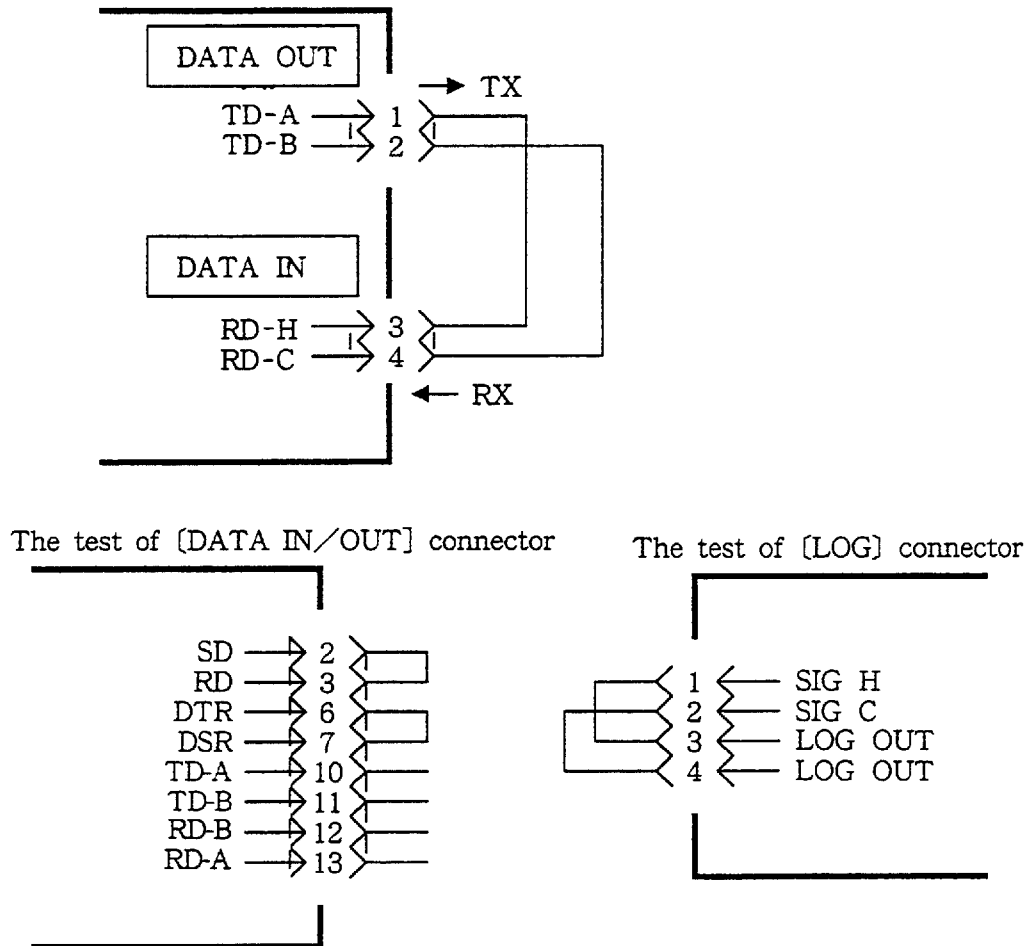 DATA OUT
TX
TD-A 1
TD-B 2
DATA IN
RD-H 3
RD-C 4
RX
The test of [DATA IN/OUT] connector
SD 2
RD 3
DTR 6
DSR 7
TD-A 10
TD-B 11
RD-B 12
RD-A 13
The test of [LOG] connector
1 SIG H
2 SIG C
3 LOG OUT
4 LOG OUT